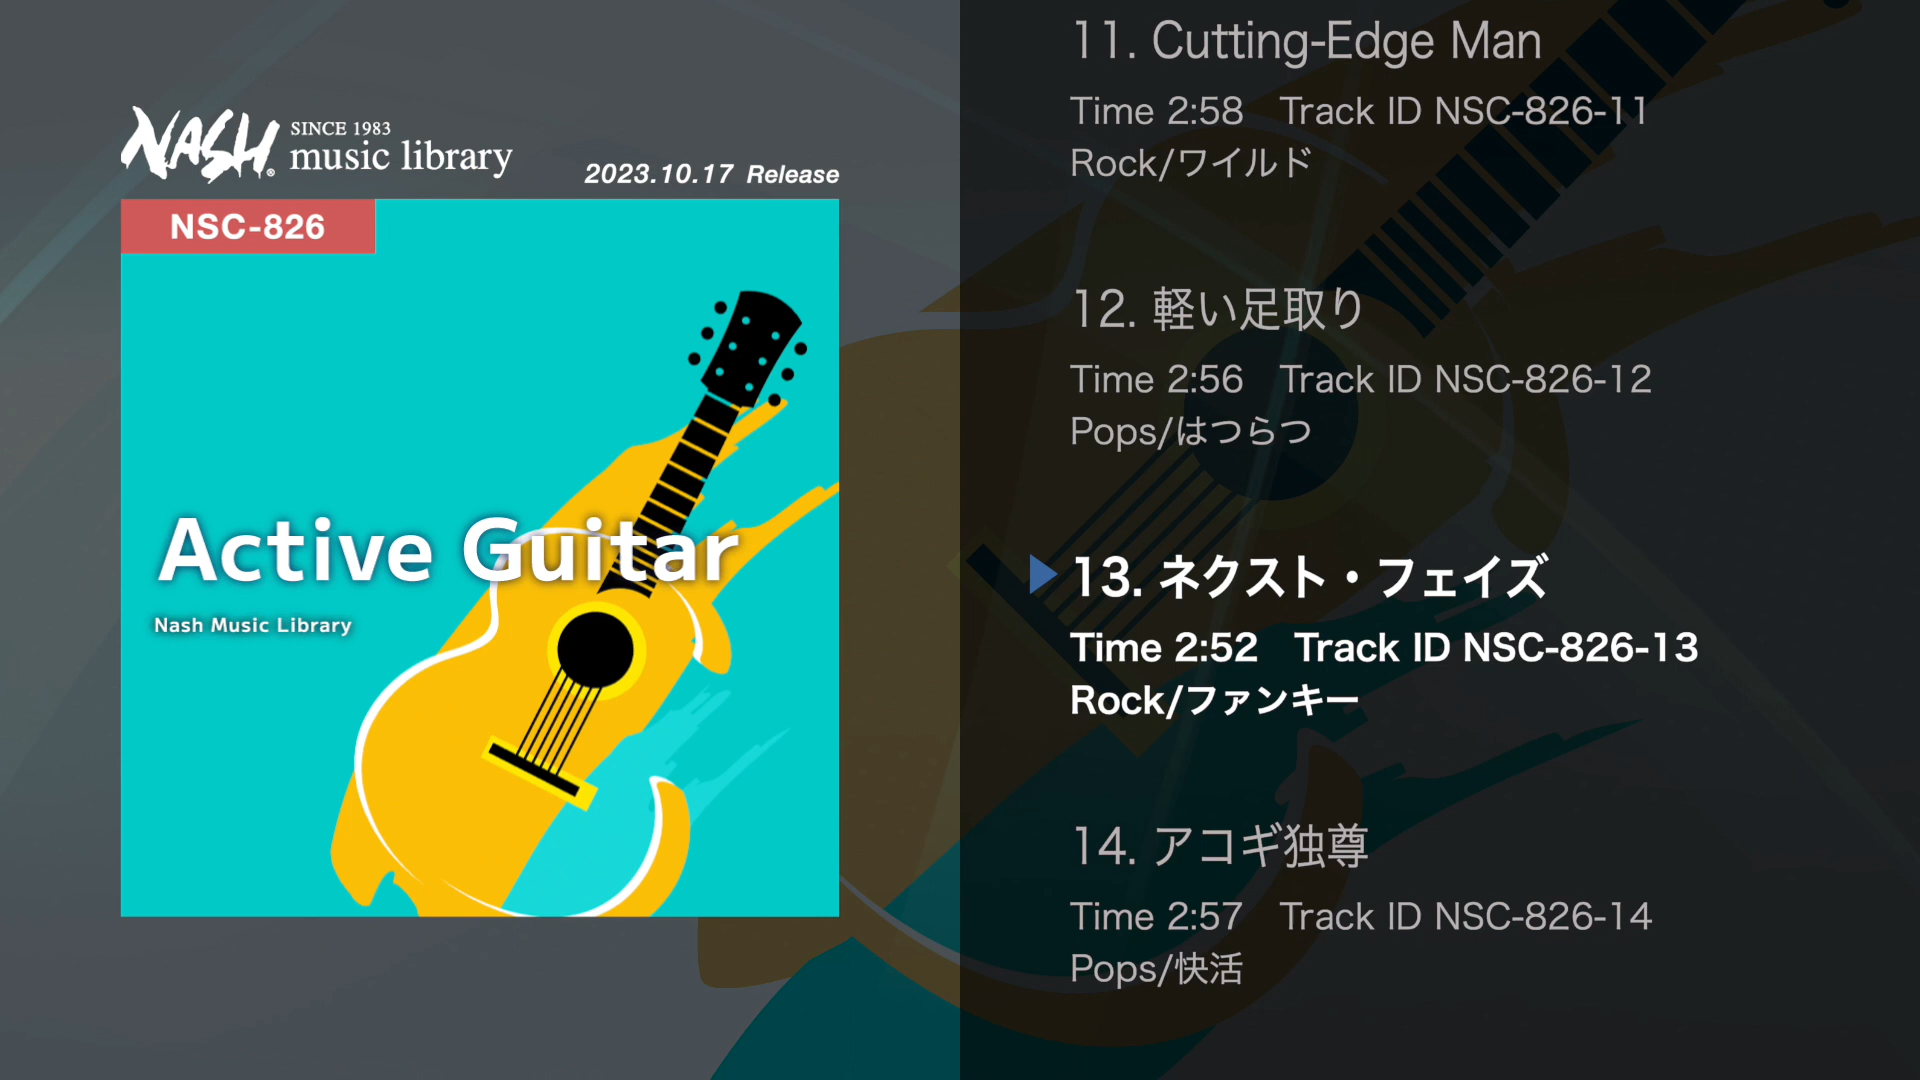 NASH®
SINCE 1983
music library
2023.10.17 Release
NSC-826
Active Guitar
Nash Music Library
11. Cutting-Edge Man
Time 2:58 Track ID NSC-826-11
Rock/ワイルド
12. 軽い足取り
Time 2:56 Track ID NSC-826-12
Pops/はつらつ
13. ネクスト・フェイズ
Time 2:52 Track ID NSC-826-13
Rock/ファンキー
14. アコギ独尊
Time 2:57 Track ID NSC-826-14
Pops/快活